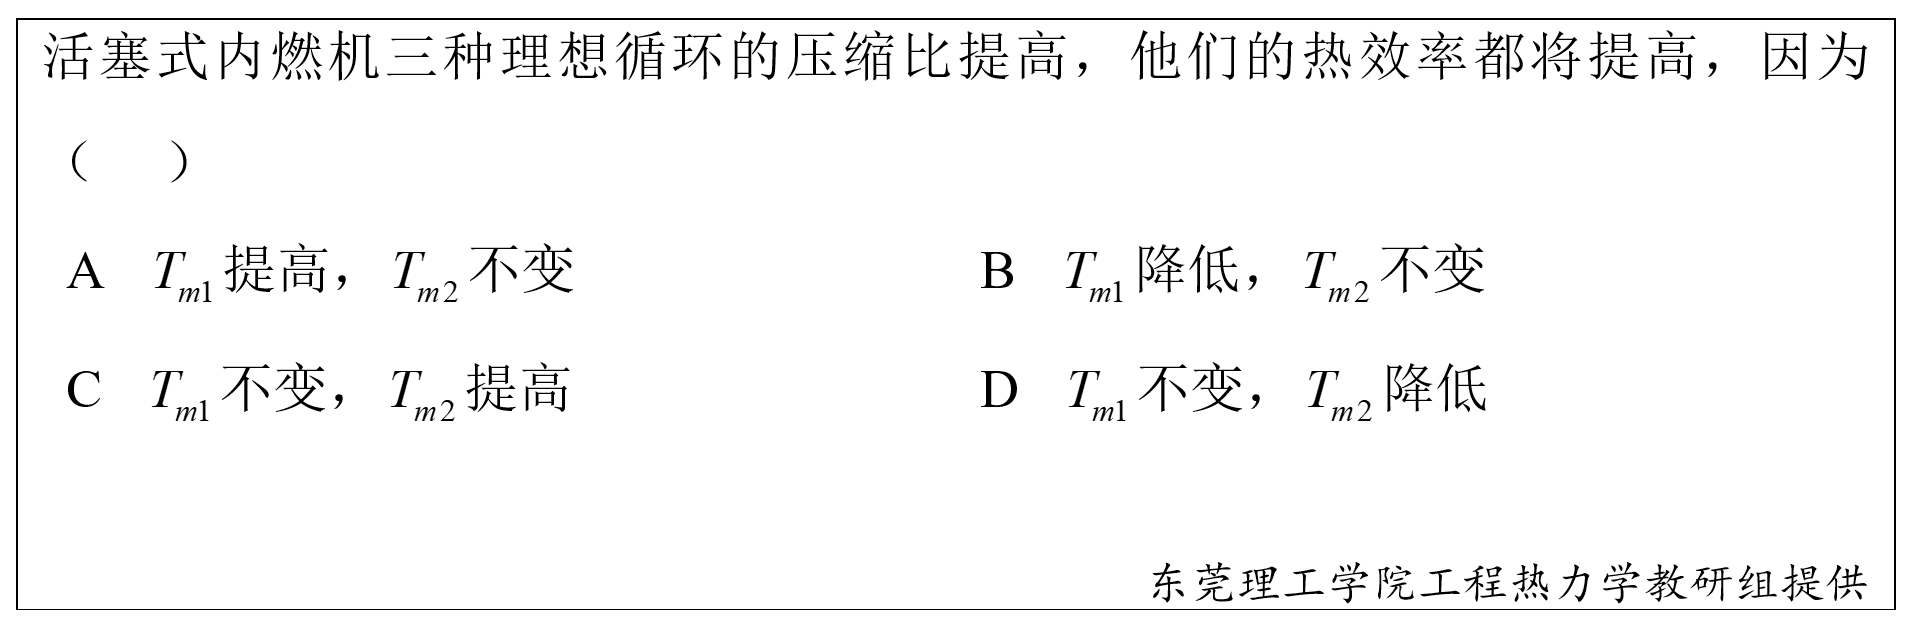 活塞式内燃机三种理想循环的压缩比提高，他们的热效率都将提高，因为
（ ）
A T_{m1}提高，T_{m2}不变 B T_{m1}降低，T_{m2}不变
C T_{m1}不变，T_{m2}提高 D T_{m1}不变，T_{m2}降低
东莞理工学院工程热力学教研组提供